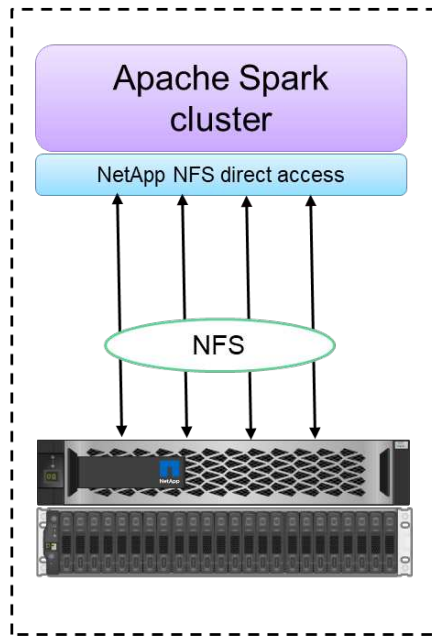 Apache Spark
cluster
NetApp NFS direct access
NFS
NetApp